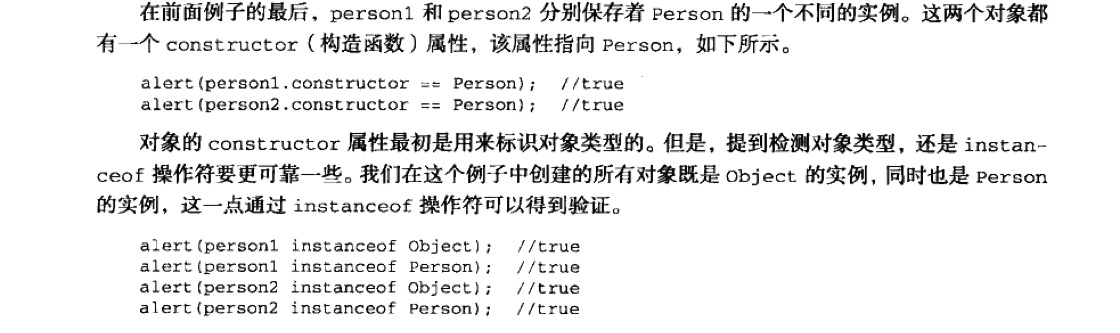 在前面例子的最后，person1 和 person2 分别保存着 Person 的一个不同的实例。这两个对象都
有一个 constructor（构造函数）属性，该属性指向 Person，如下所示。
alert(person1.constructor == Person);  //true
alert(person2.constructor == Person);  //true
对象的 constructor 属性最初是用来标识对象类型的。但是，提到检测对象类型，还是 instan-
ceof 操作符要更可靠一些。我们在这个例子中创建的所有对象既是 Object 的实例，同时也是 Person
的实例，这一点通过 instanceof 操作符可以得到验证。
alert(person1 instanceof Object);  //true
alert(person1 instanceof Person);  //true
alert(person2 instanceof Object);  //true
alert(person2 instanceof Person);  //true